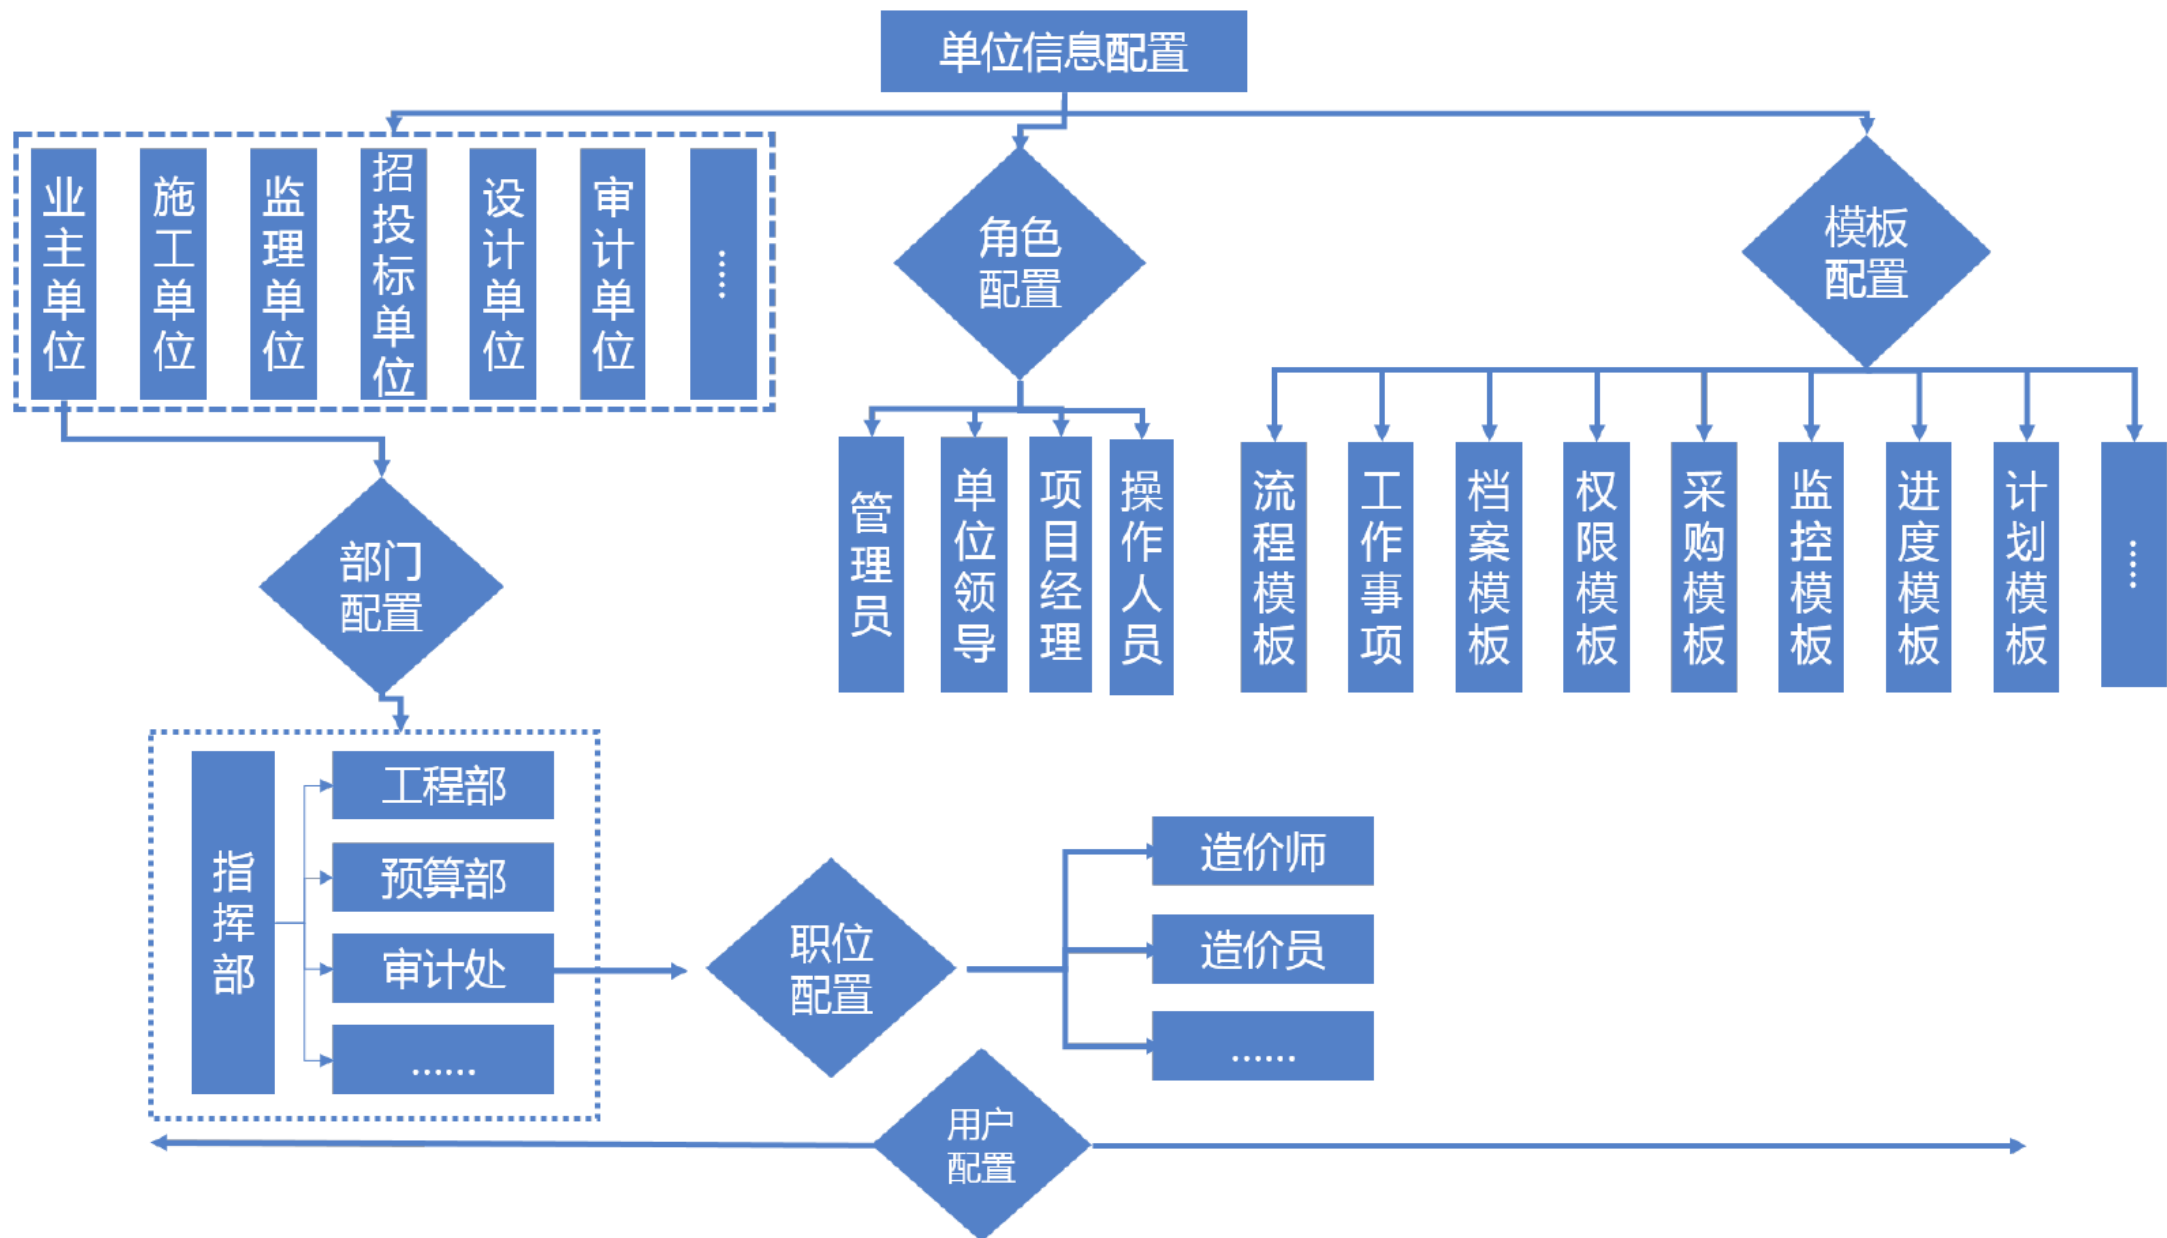 单位信息配置
业主单位
施工单位
监理单位
招投标单位
设计单位
审计单位
……
角色
配置
模板
配置
管理员
单位领导
项目经理
操作人员
流程模板
工作事项
档案模板
权限模板
采购模板
监控模板
进度模板
计划模板
……
部门
配置
指挥部
工程部
预算部
审计处
……
职位
配置
造价师
造价员
……
用户
配置